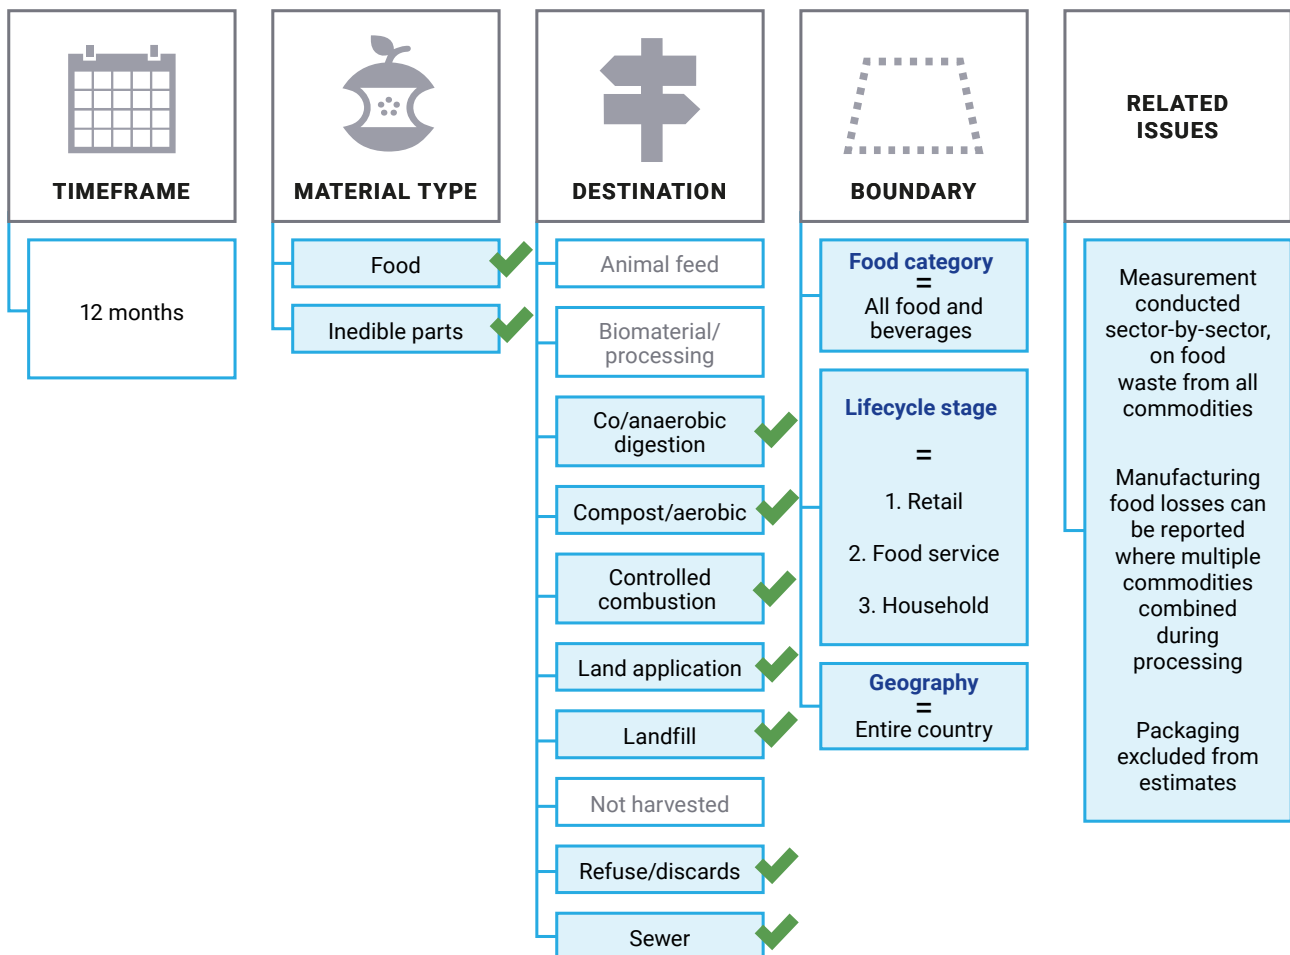 TIMEFRAME
12 months
MATERIAL TYPE
Food
Inedible parts
DESTINATION
Animal feed
Biomaterial/
processing
Co/anaerobic
digestion
Compost/aerobic
Controlled
combustion
Land application
Landfill
Not harvested
Refuse/discards
Sewer
BOUNDARY
Food category
=
All food and
beverages
Lifecycle stage
=
1. Retail
2. Food service
3. Household
Geography
=
Entire country
RELATED
ISSUES
Measurement
conducted
sector-by-sector,
on food
waste from all
commodities
Manufacturing
food losses can
be reported
where multiple
commodities
combined
during
processing
Packaging
excluded from
estimates